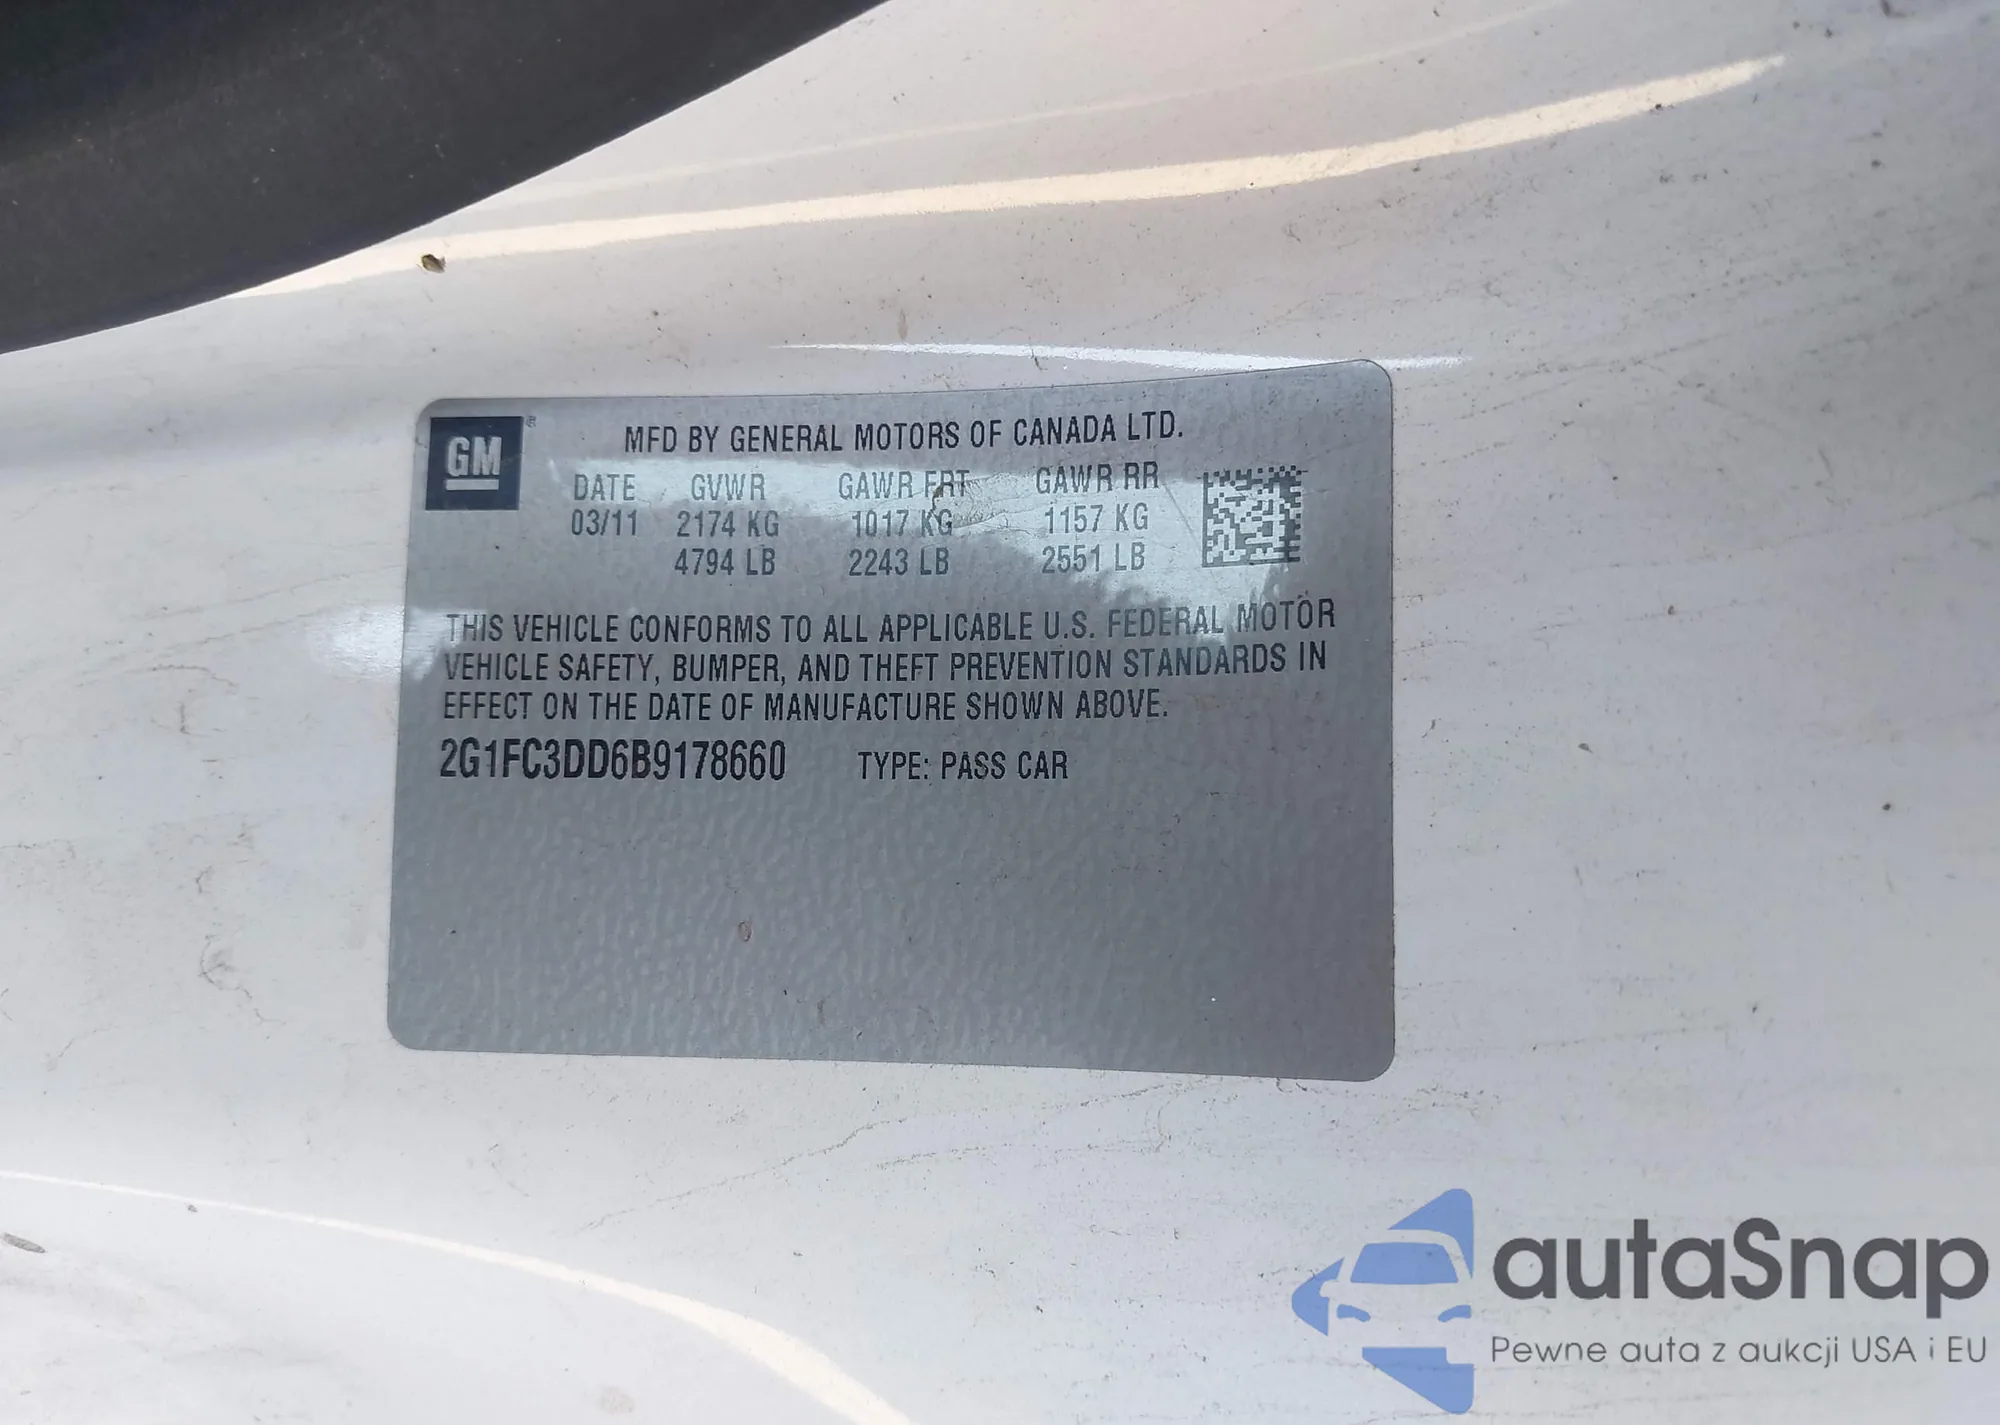 GM ®
MFD BY GENERAL MOTORS OF CANADA LTD.
DATE GVWR GAWR FRT GAWR RR
03/11 2174 KG 1017 KG 1157 KG
4794 LB 2243 LB 2551 LB
THIS VEHICLE CONFORMS TO ALL APPLICABLE U.S. FEDERAL MOTOR
VEHICLE SAFETY, BUMPER, AND THEFT PREVENTION STANDARDS IN
EFFECT ON THE DATE OF MANUFACTURE SHOWN ABOVE.
2G1FC3DD6B9178660 TYPE: PASS CAR
autaSnap
Pewne auta z aukcji USA i EU